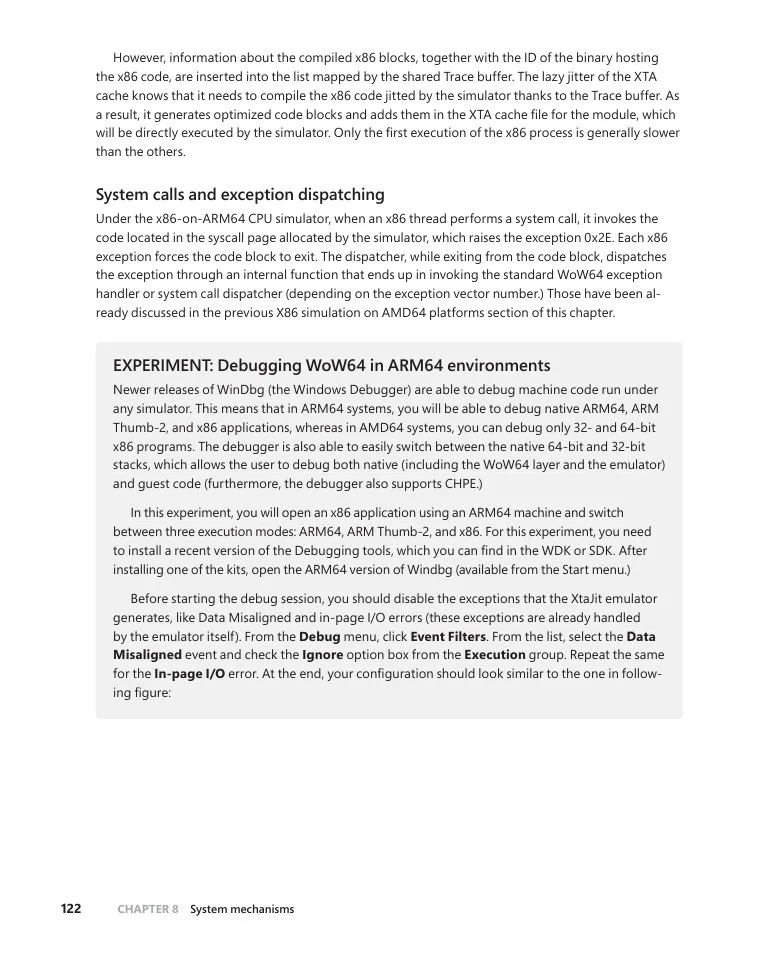 However, information about the compiled x86 blocks, together with the ID of the binary hosting
the x86 code, are inserted into the list mapped by the shared Trace buffer. The lazy jitter of the XTA
cache knows that it needs to compile the x86 code jitted by the simulator thanks to the Trace buffer. As
a result, it generates optimized code blocks and adds them in the XTA cache file for the module, which
will be directly executed by the simulator. Only the first execution of the x86 process is generally slower
than the others.
System calls and exception dispatching
Under the x86-on-ARM64 CPU simulator, when an x86 thread performs a system call, it invokes the
code located in the syscall page allocated by the simulator, which raises the exception 0x2E. Each x86
exception forces the code block to exit. The dispatcher, while exiting from the code block, dispatches
the exception through an internal function that ends up in invoking the standard WoW64 exception
handler or system call dispatcher (depending on the exception vector number.) Those have been al-
ready discussed in the previous X86 simulation on AMD64 platforms section of this chapter.
EXPERIMENT: Debugging WoW64 in ARM64 environments
Newer releases of WinDbg (the Windows Debugger) are able to debug machine code run under
any simulator. This means that in ARM64 systems, you will be able to debug native ARM64, ARM
Thumb-2, and x86 applications, whereas in AMD64 systems, you can debug only 32- and 64-bit
x86 programs. The debugger is also able to easily switch between the native 64-bit and 32-bit
stacks, which allows the user to debug both native (including the WoW64 layer and the emulator)
and guest code (furthermore, the debugger also supports CHPE.)
In this experiment, you will open an x86 application using an ARM64 machine and switch
between three execution modes: ARM64, ARM Thumb-2, and x86. For this experiment, you need
to install a recent version of the Debugging tools, which you can find in the WDK or SDK. After
installing one of the kits, open the ARM64 version of Windbg (available from the Start menu.)
Before starting the debug session, you should disable the exceptions that the XtaJit emulator
generates, like Data Misaligned and in-page I/O errors (these exceptions are already handled
by the emulator itself). From the Debug menu, click Event Filters. From the list, select the Data
Misaligned event and check the Ignore option box from the Execution group. Repeat the same
for the In-page I/O error. At the end, your configuration should look similar to the one in follow-
ing figure:
122 CHAPTER 8 System mechanisms